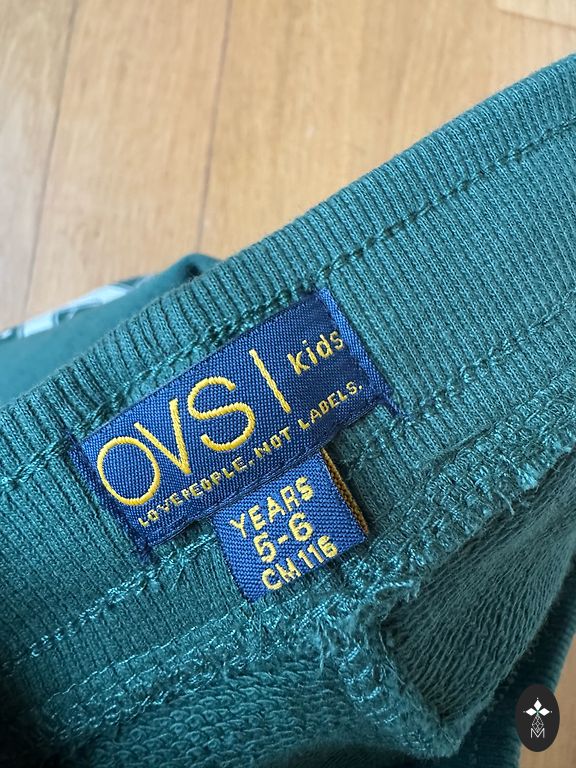 OVS | kids
LOVE PEOPLE, NOT LABELS.
YEARS
5-6
CM 116